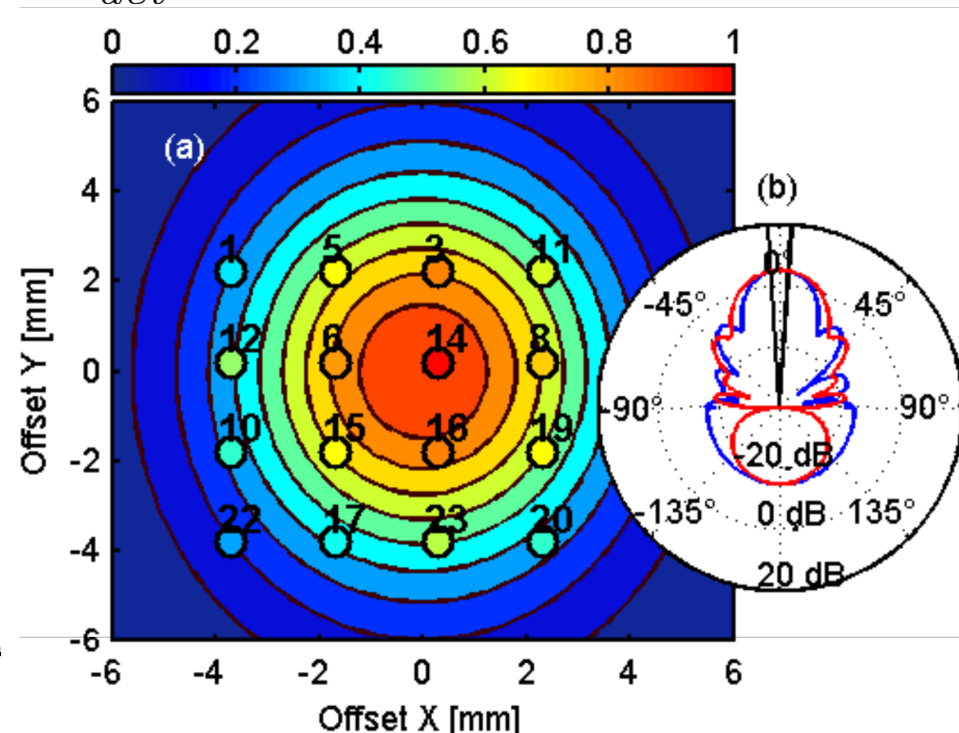 0 0.2 0.4 0.6 0.8 1
(a)
(b)
6
4
2
0
-2
-4
-6
Offset Y [mm]
1 5 2 11
12 6 14 8
10 15 16 19
22 17 23 20
-6 -4 -2 0 2 4 6
Offset X [mm]
0°
-45° 45°
-90° 90°
-20 dB
-135° 0 dB 135°
20 dB